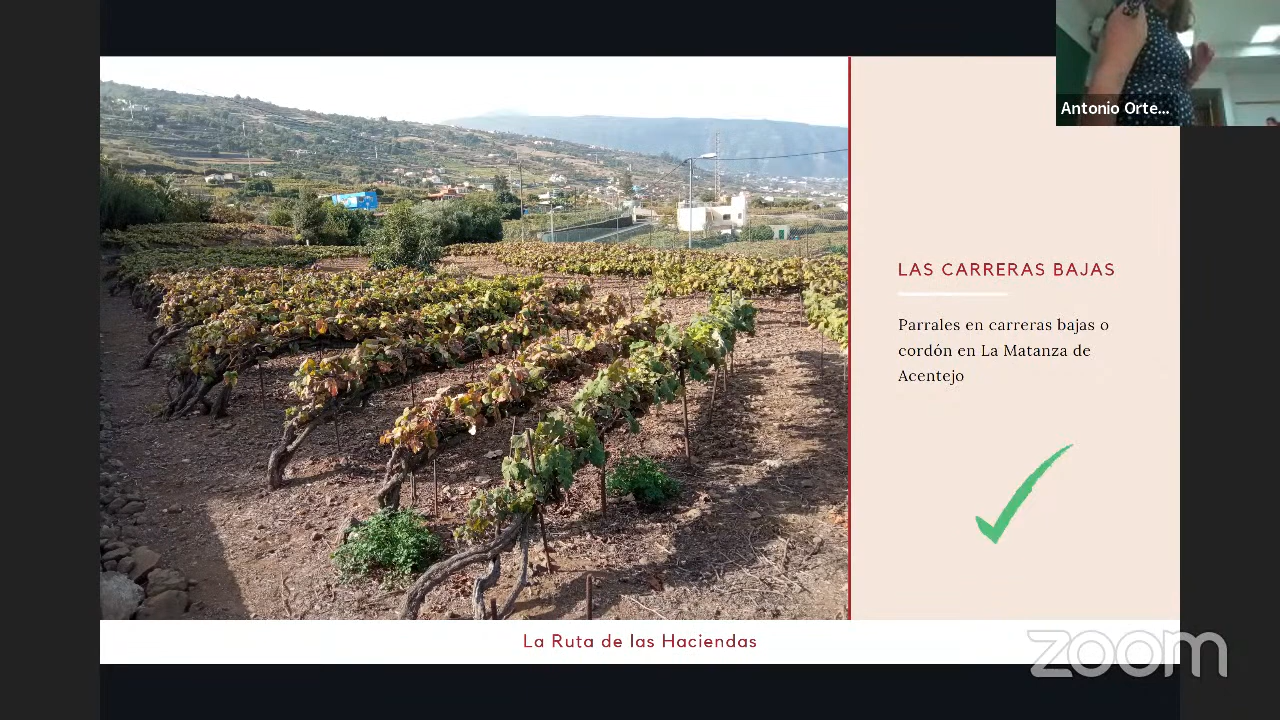 Antonio Orte...
LAS CARRERAS BAJAS
Parrales en carreras bajas o
cordón en La Matanza de
Acentejo
La Ruta de las Haciendas
zoom